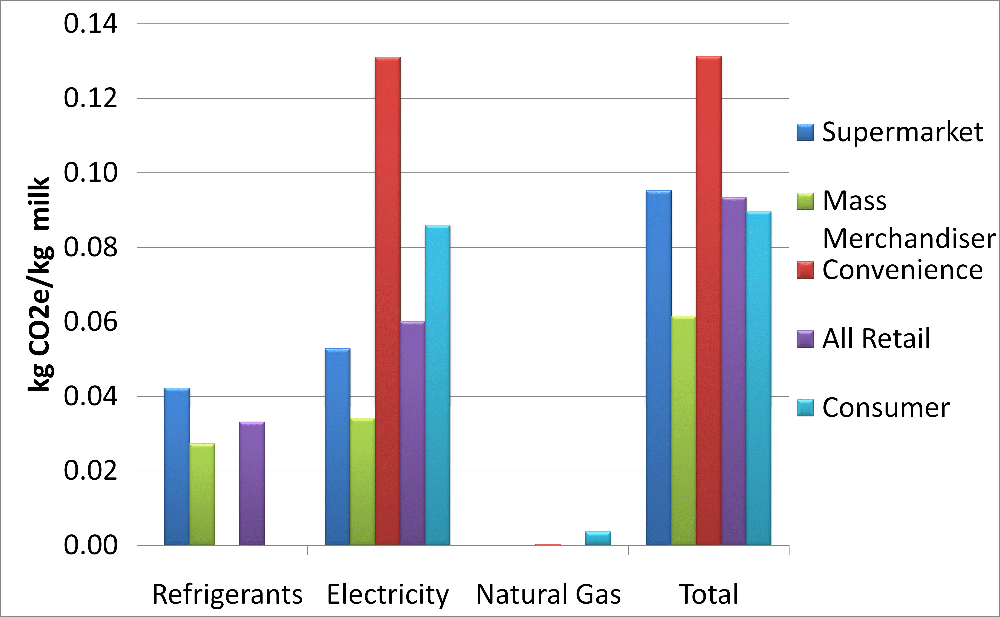 kg CO2e/kg milk
0.14
0.12
0.10
0.08
0.06
0.04
0.02
0.00
Refrigerants
Electricity
Natural Gas
Total
Supermarket
Mass
Merchandiser
Convenience
All Retail
Consumer